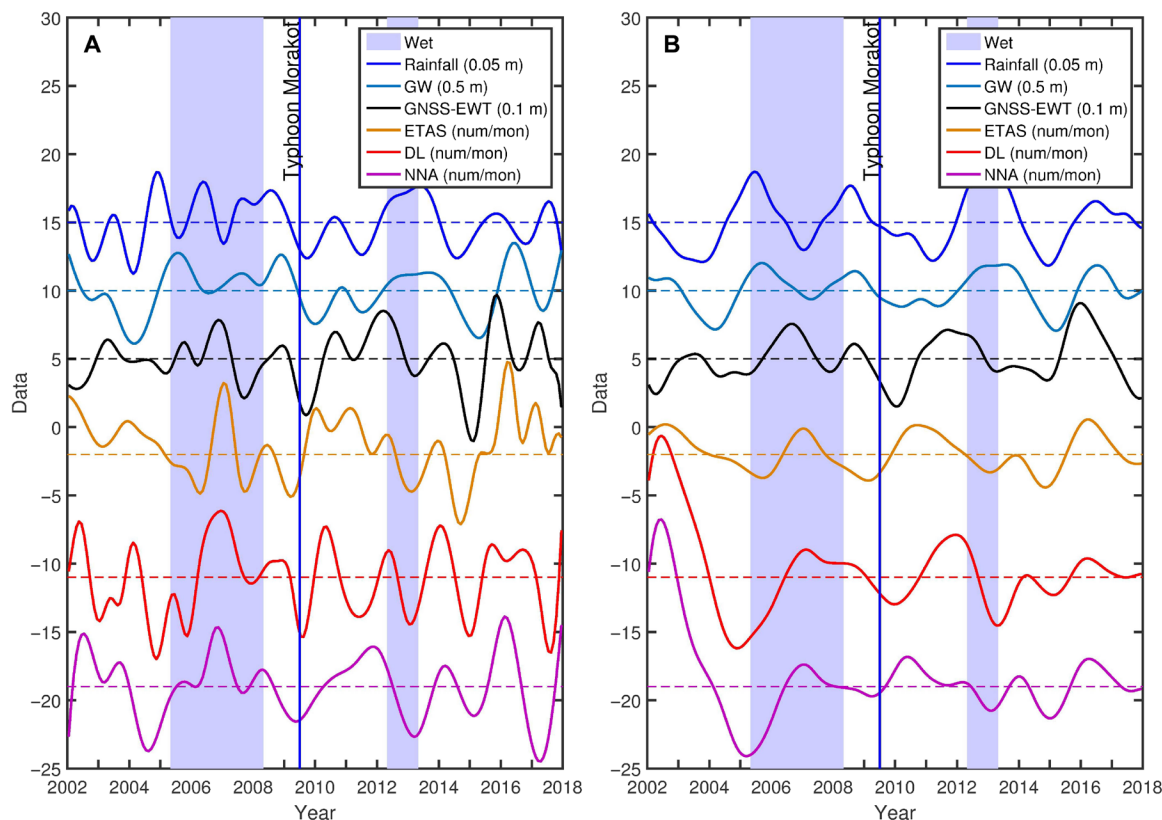 A
Typhoon Morakot
Wet
Rainfall (0.05 m)
GW (0.5 m)
GNSS-EWT (0.1 m)
ETAS (num/mon)
DL (num/mon)
NNA (num/mon)
30
25
20
15
10
5
0
−5
−10
−15
−20
−25
Data
2002 2004 2006 2008 2010 2012 2014 2016 2018
Year
B
Typhoon Morakot
Wet
Rainfall (0.05 m)
GW (0.5 m)
GNSS-EWT (0.1 m)
ETAS (num/mon)
DL (num/mon)
NNA (num/mon)
30
25
20
15
10
5
0
−5
−10
−15
−20
−25
Data
2002 2004 2006 2008 2010 2012 2014 2016 2018
Year